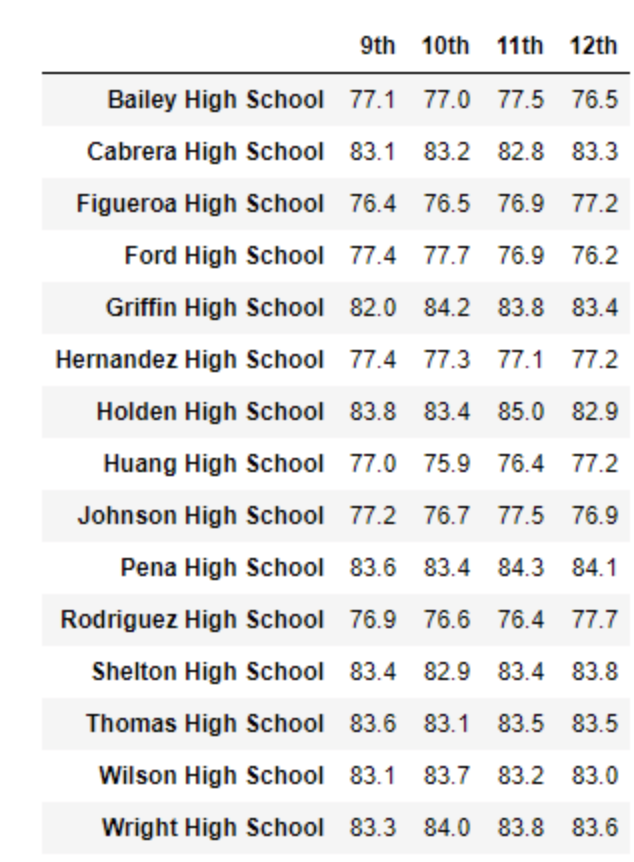 9th 10th 11th 12th
Bailey High School 77.1 77.0 77.5 76.5
Cabrera High School 83.1 83.2 82.8 83.3
Figueroa High School 76.4 76.5 76.9 77.2
Ford High School 77.4 77.7 76.9 76.2
Griffin High School 82.0 84.2 83.8 83.4
Hernandez High School 77.4 77.3 77.1 77.2
Holden High School 83.8 83.4 85.0 82.9
Huang High School 77.0 75.9 76.4 77.2
Johnson High School 77.2 76.7 77.5 76.9
Pena High School 83.6 83.4 84.3 84.1
Rodriguez High School 76.9 76.6 76.4 77.7
Shelton High School 83.4 82.9 83.4 83.8
Thomas High School 83.6 83.1 83.5 83.5
Wilson High School 83.1 83.7 83.2 83.0
Wright High School 83.3 84.0 83.8 83.6